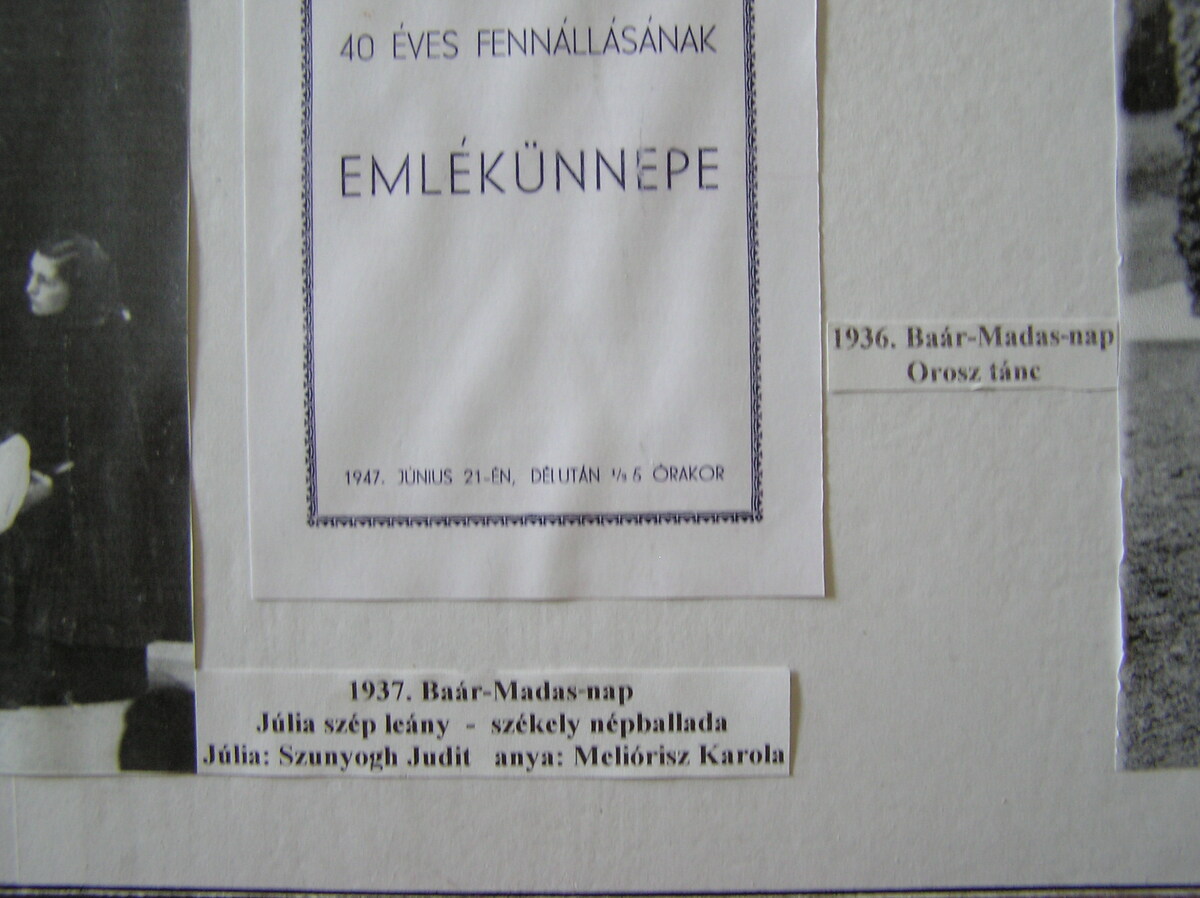 40 ÉVES FENNÁLLÁSÁNAK
EMLÉKÜNNEPE
1947. JÚNIUS 21-ÉN, DÉLUTÁN ½ 5 ÓRAKOR
1936. Baár-Madas-nap
Orosz tánc
1937. Baár-Madas-nap
Júlia szép leány - székely népballada
Júlia: Szunyogh Judit anya: Meliórisz Karola